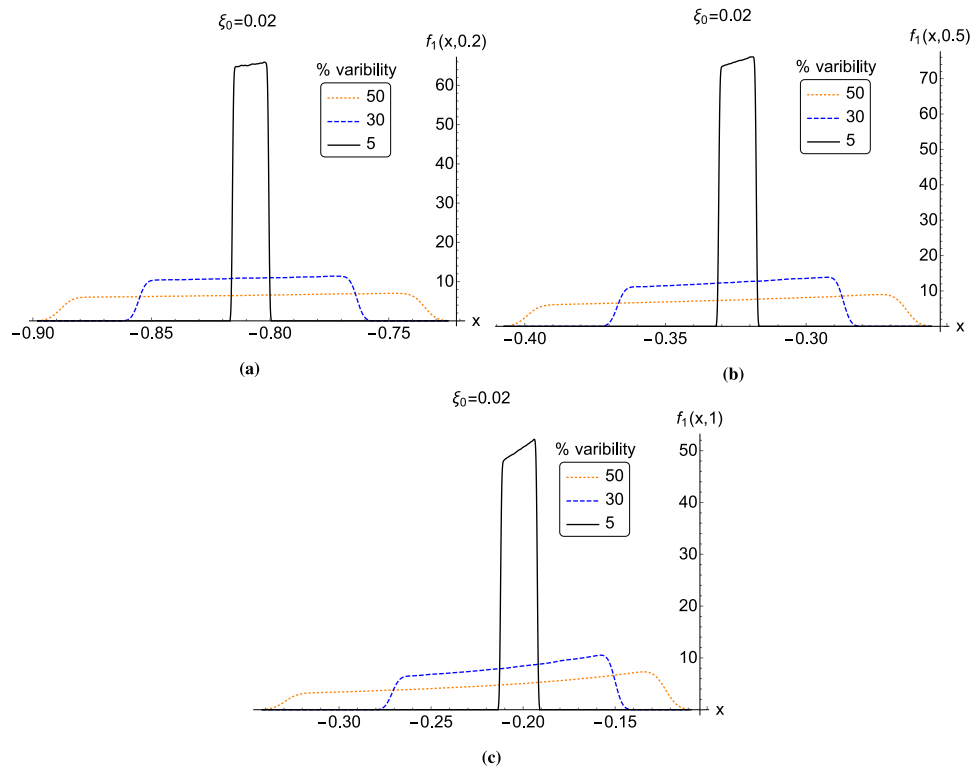 ξ₀=0.02
f₁(x,0.2)
% varibility
50
30
5
60
50
40
30
20
10
−0.90 −0.85 −0.80 −0.75 x
(a)
ξ₀=0.02
f₁(x,0.5)
% varibility
50
30
5
70
60
50
40
30
20
10
−0.40 −0.35 −0.30 x
(b)
ξ₀=0.02
f₁(x,1)
% varibility
50
30
5
50
40
30
20
10
−0.30 −0.25 −0.20 −0.15 x
(c)